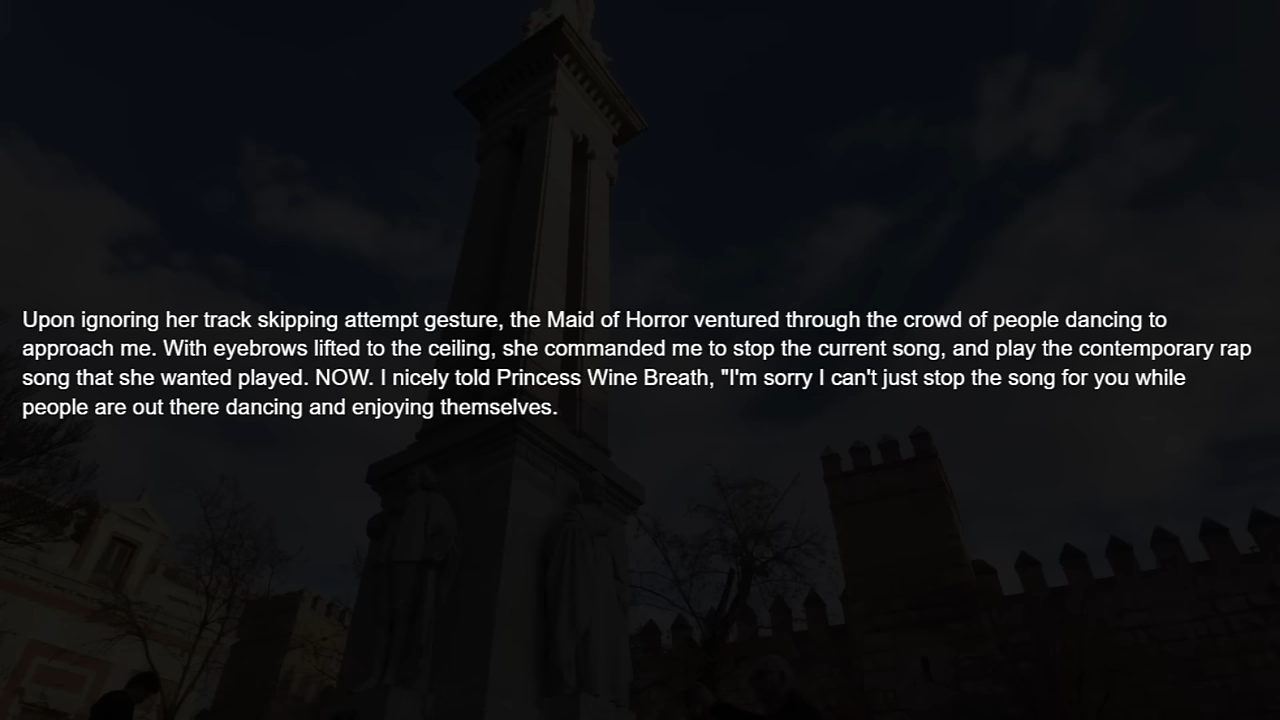 Upon ignoring her track skipping attempt gesture, the Maid of Horror ventured through the crowd of people dancing to
approach me. With eyebrows lifted to the ceiling, she commanded me to stop the current song, and play the contemporary rap
song that she wanted played. NOW. I nicely told Princess Wine Breath, "I'm sorry I can't just stop the song for you while
people are out there dancing and enjoying themselves.